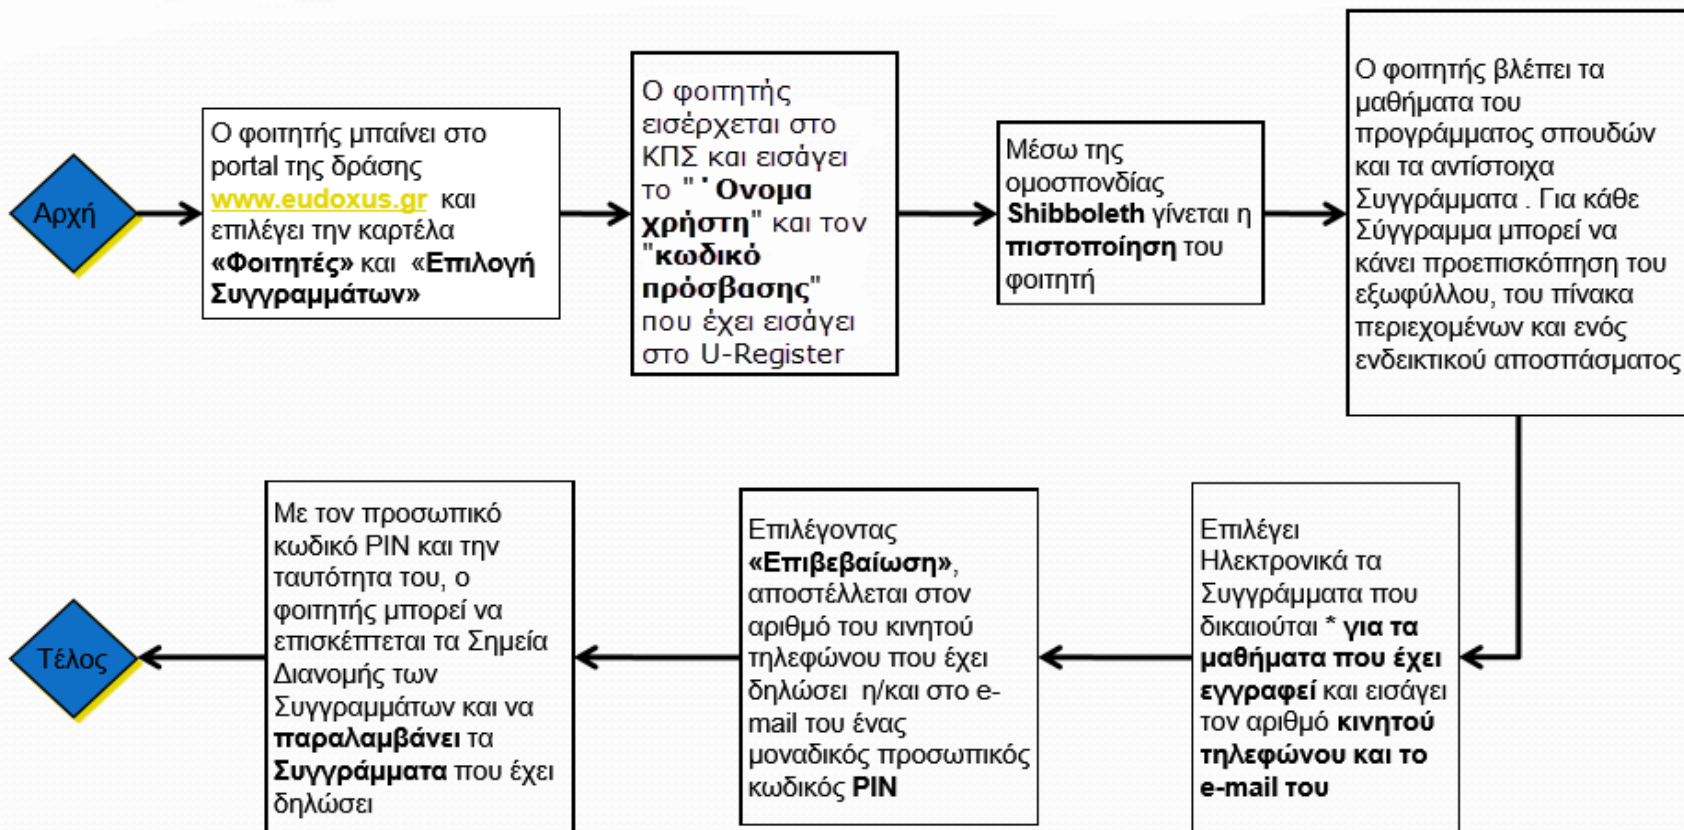 Αρχή
Ο φοιτητής μπαίνει στο
portal της δράσης
www.eudoxus.gr και
επιλέγει την καρτέλα
«Φοιτητές» και «Επιλογή
Συγγραμμάτων»
Ο φοιτητής
εισέρχεται στο
ΚΠΣ και εισάγει
το "΄Ονομα
χρήστη" και τον
"κωδικό
πρόσβασης"
που έχει εισάγει
στο U-Register
Μέσω της
ομοσπονδίας
Shibboleth γίνεται η
πιστοποίηση του
φοιτητή
Ο φοιτητής βλέπει τα
μαθήματα του
προγράμματος σπουδών
και τα αντίστοιχα
Συγγράμματα . Για κάθε
Σύγγραμμα μπορεί να
κάνει προεπισκόπηση του
εξωφύλλου, του πίνακα
περιεχομένων και ενός
ενδεικτικού αποσπάσματος
Επιλέγει
Ηλεκτρονικά τα
Συγγράμματα που
δικαιούται * για τα
μαθήματα που έχει
εγγραφεί και εισάγει
τον αριθμό κινητού
τηλεφώνου και το
e-mail του
Επιλέγοντας
«Επιβεβαίωση»,
αποστέλλεται στον
αριθμό του κινητού
τηλεφώνου που έχει
δηλώσει η/και στο e-
mail του ένας
μοναδικός προσωπικός
κωδικός PIN
Με τον προσωπικό
κωδικό PIN και την
ταυτότητα του, ο
φοιτητής μπορεί να
επισκέπτεται τα Σημεία
Διανομής των
Συγγραμμάτων και να
παραλαμβάνει τα
Συγγράμματα που έχει
δηλώσει
Τέλος